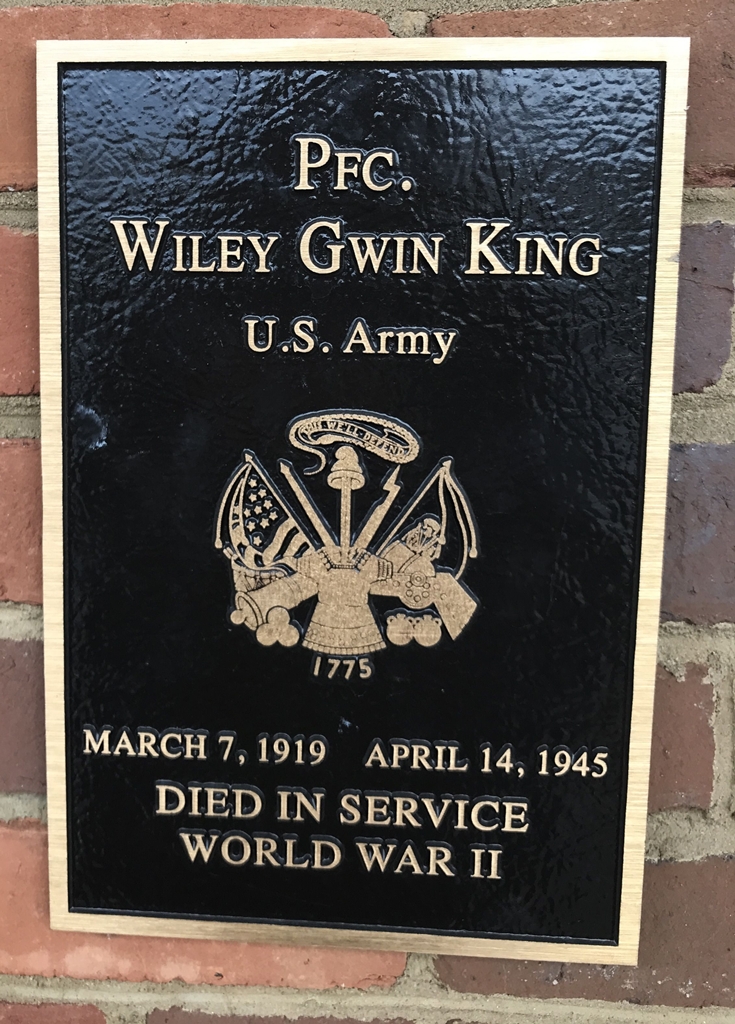 PFC.
WILEY GWIN KING
U.S. Army
THIS WE'LL DEFEND
1775
MARCH 7, 1919 APRIL 14, 1945
DIED IN SERVICE
WORLD WAR II